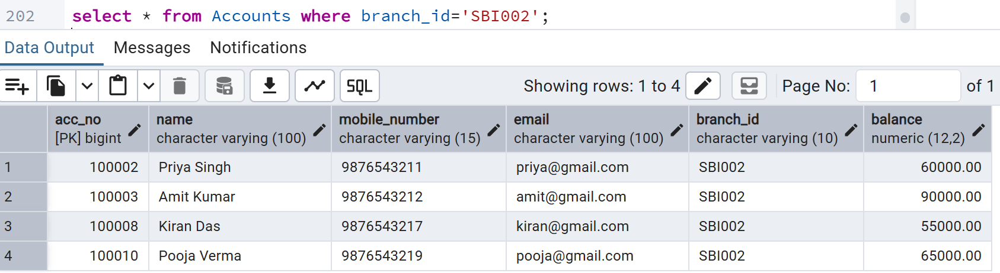 202 select * from Accounts where branch_id='SBI002';
Data Output Messages Notifications
SQL Showing rows: 1 to 4 Page No: 1 of 1
acc_no name mobile_number email branch_id balance
[PK] bigint character varying (100) character varying (15) character varying (100) character varying (10) numeric (12,2)
1 100002 Priya Singh 9876543211 priya@gmail.com SBI002 60000.00
2 100003 Amit Kumar 9876543212 amit@gmail.com SBI002 90000.00
3 100008 Kiran Das 9876543217 kiran@gmail.com SBI002 55000.00
4 100010 Pooja Verma 9876543219 pooja@gmail.com SBI002 65000.00